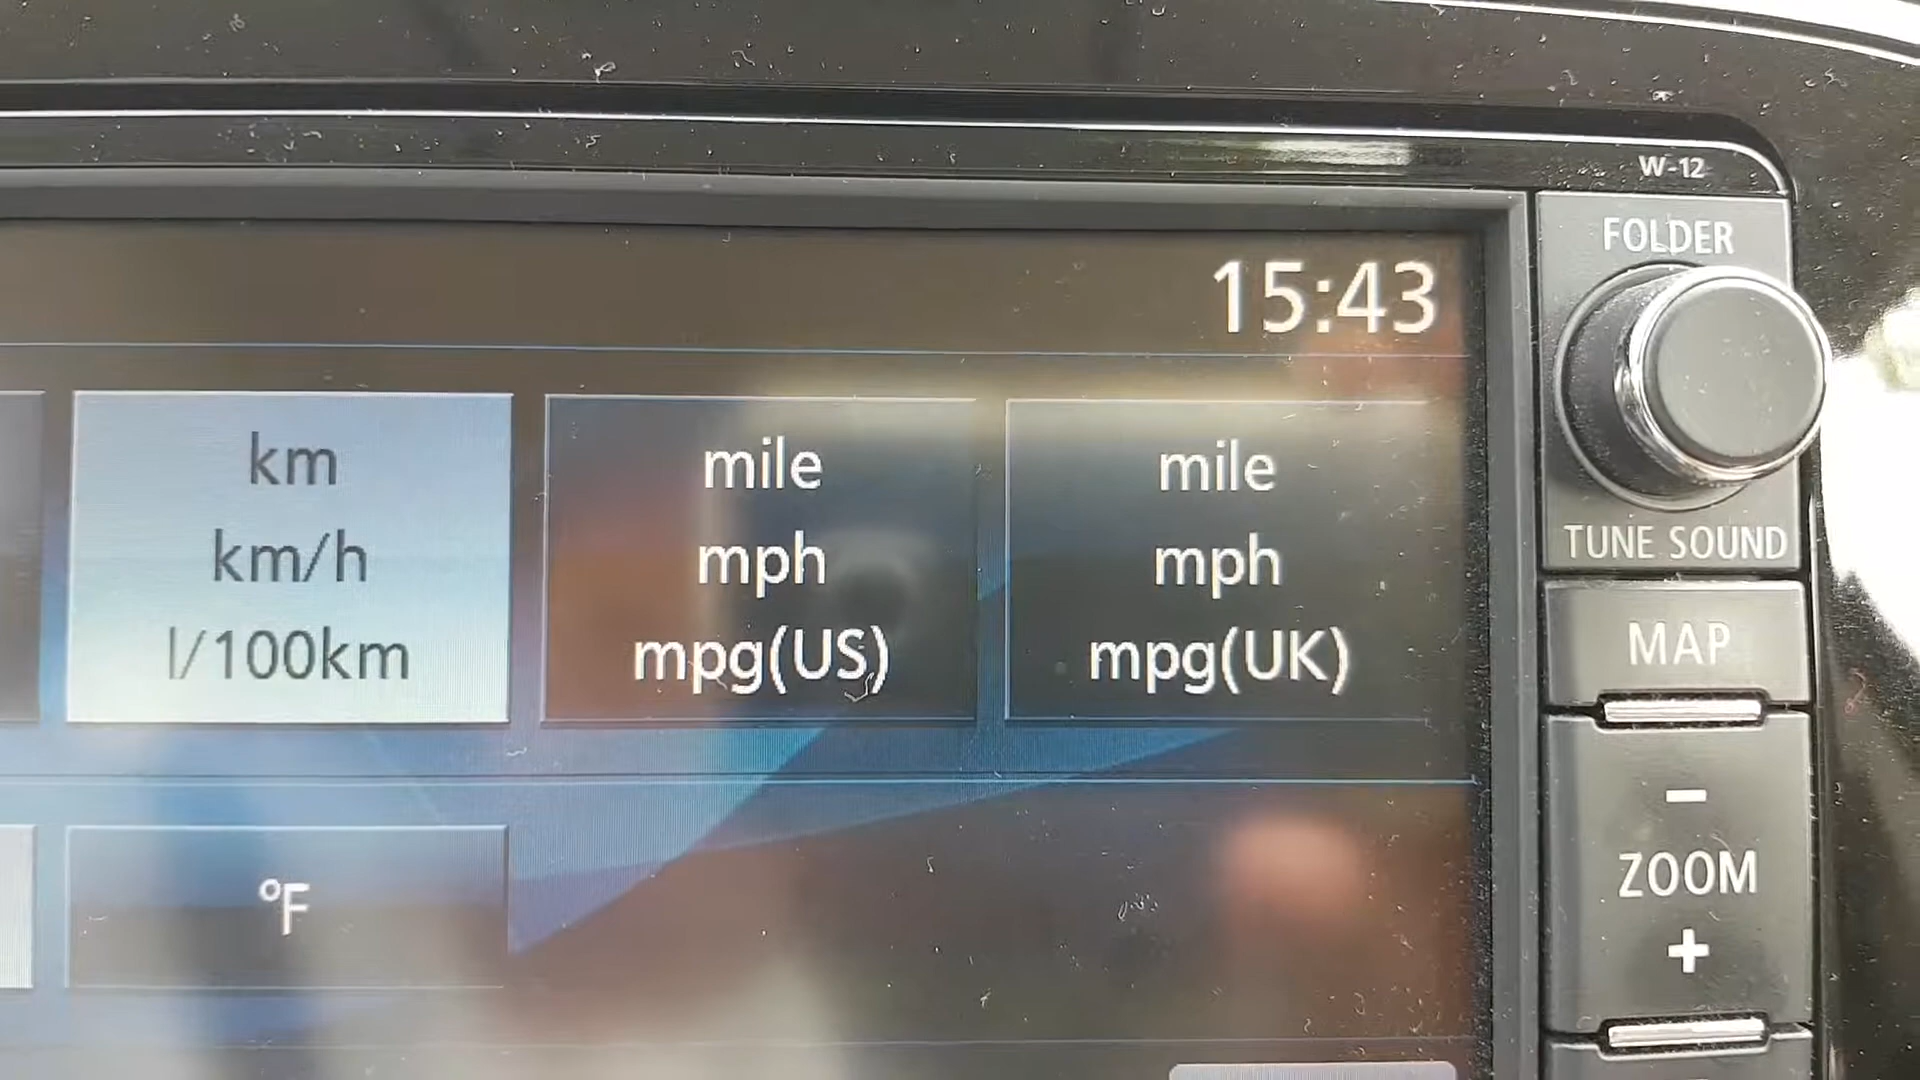 W-12
FOLDER
15:43
km
km/h
l/100km
mile
mph
mpg(US)
mile
mph
mpg(UK)
TUNE SOUND
MAP
−
ZOOM
+
°F